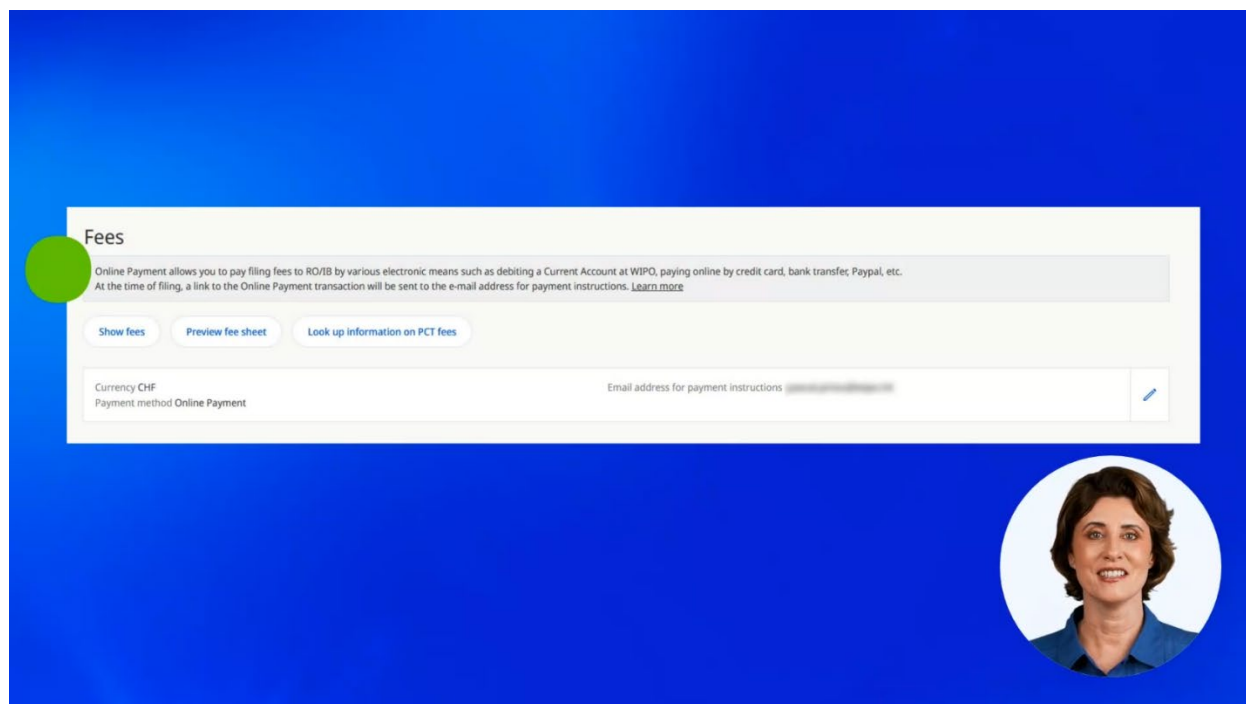 Fees
Online Payment allows you to pay filing fees to RO/IB by various electronic means such as debiting a Current Account at WIPO, paying online by credit card, bank transfer, Paypal, etc.
At the time of filing, a link to the Online Payment transaction will be sent to the e-mail address for payment instructions. Learn more
Show fees Preview fee sheet Look up information on PCT fees
Currency CHF Email address for payment instructions
Payment method Online Payment